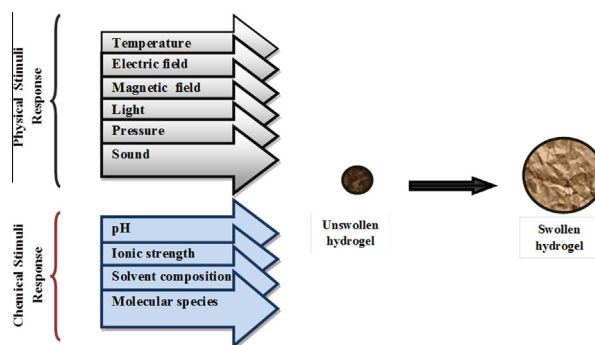 Physical Stimuli
Response
Temperature
Electric field
Magnetic field
Light
Pressure
Sound
Chemical Stimuli
Response
pH
Ionic strength
Solvent composition
Molecular species
Unswollen
hydrogel
Swollen
hydrogel